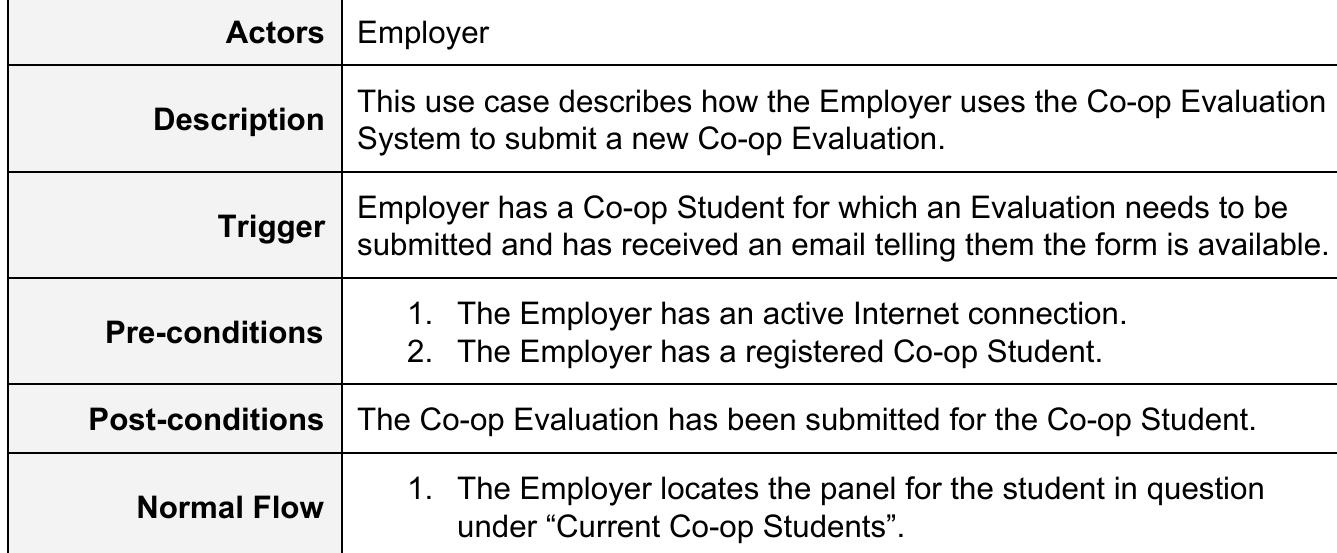 Actors
Employer
Description
This use case describes how the Employer uses the Co-op Evaluation
System to submit a new Co-op Evaluation.
Trigger
Employer has a Co-op Student for which an Evaluation needs to be
submitted and has received an email telling them the form is available.
Pre-conditions
1. The Employer has an active Internet connection.
2. The Employer has a registered Co-op Student.
Post-conditions
The Co-op Evaluation has been submitted for the Co-op Student.
Normal Flow
1. The Employer locates the panel for the student in question
under “Current Co-op Students”.